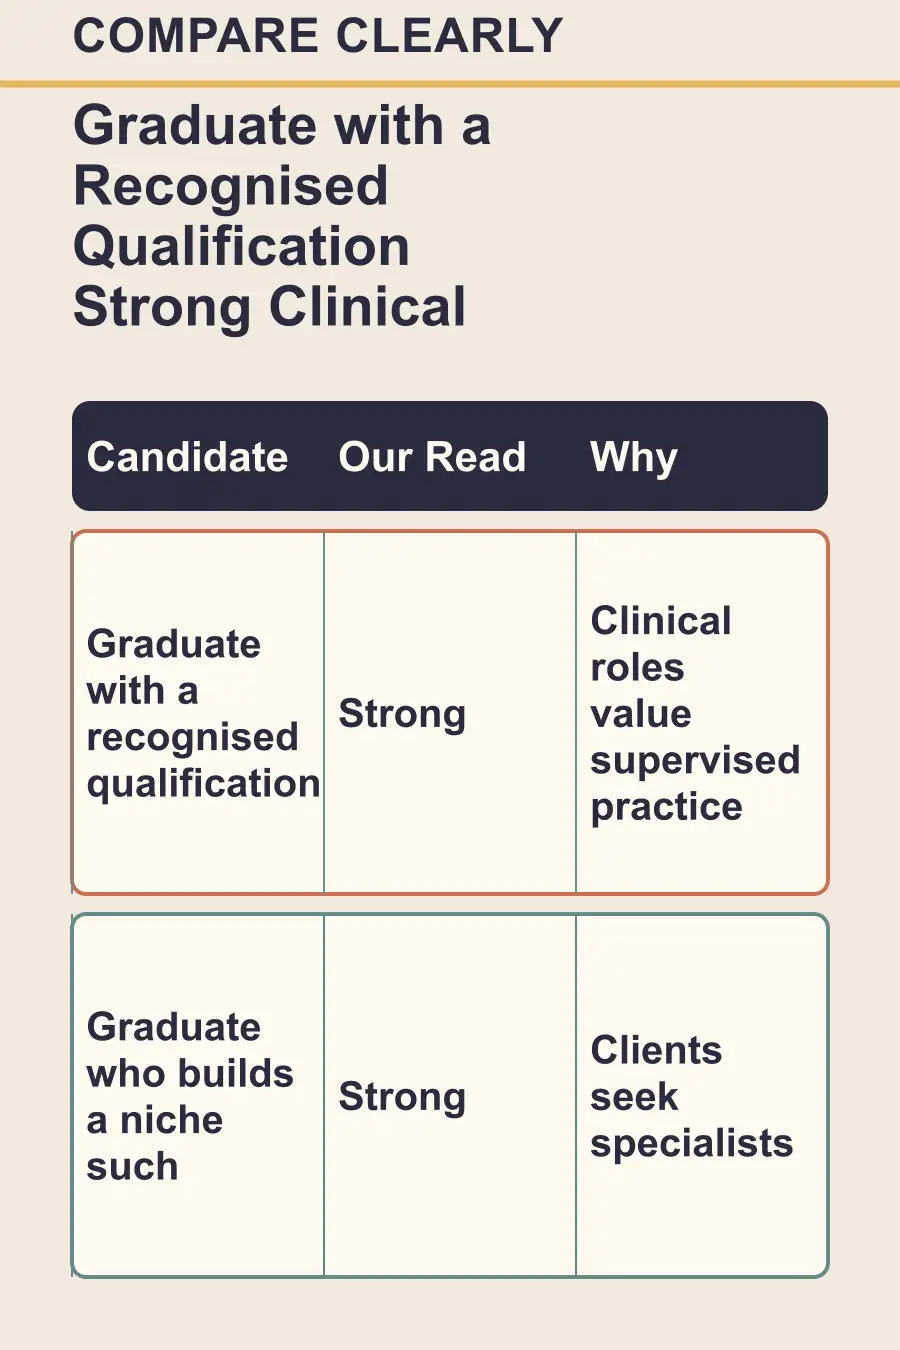 COMPARE CLEARLY
Graduate with a
Recognised
Qualification
Strong Clinical
Candidate Our Read Why
Graduate
with a
recognised
qualification
Strong
Clinical
roles
value
supervised
practice
Graduate
who builds
a niche
such
Strong
Clients
seek
specialists